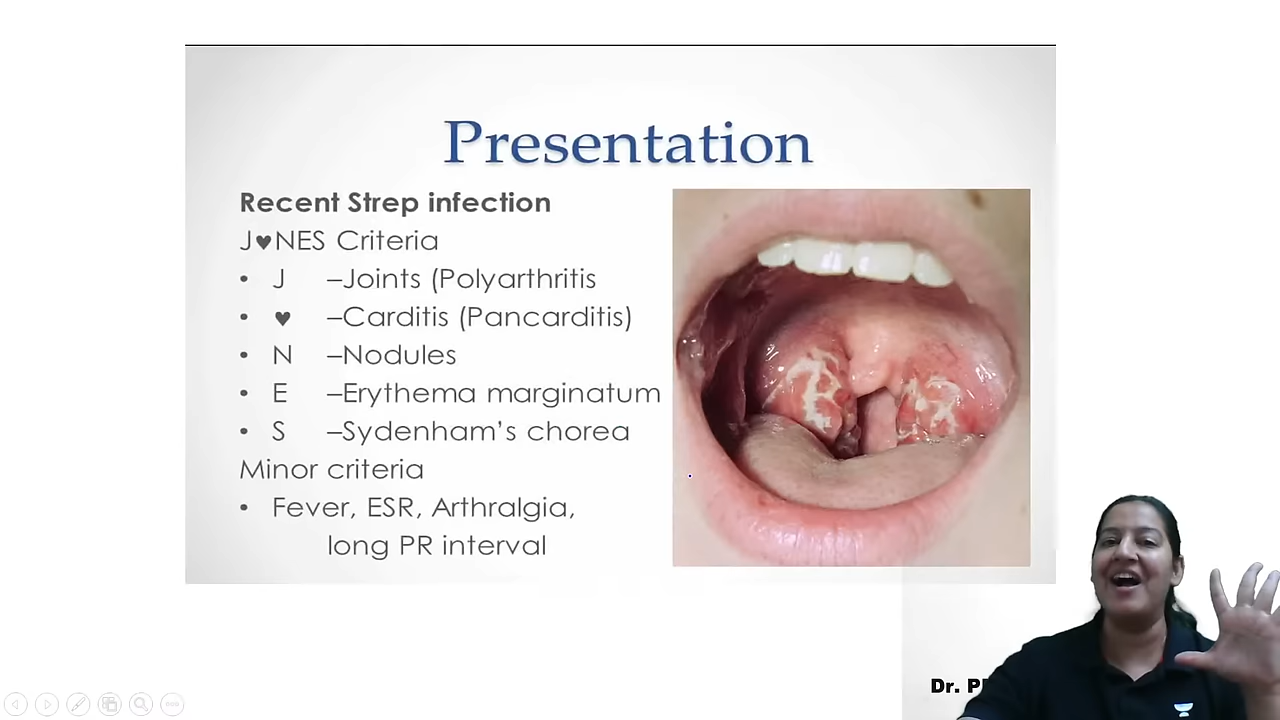 Presentation
Recent Strep infection
J♥NES Criteria
• J –Joints (Polyarthritis
• ♥ –Carditis (Pancarditis)
• N –Nodules
• E –Erythema marginatum
• S –Sydenham’s chorea
Minor criteria
• Fever, ESR, Arthralgia,
long PR interval
Dr.